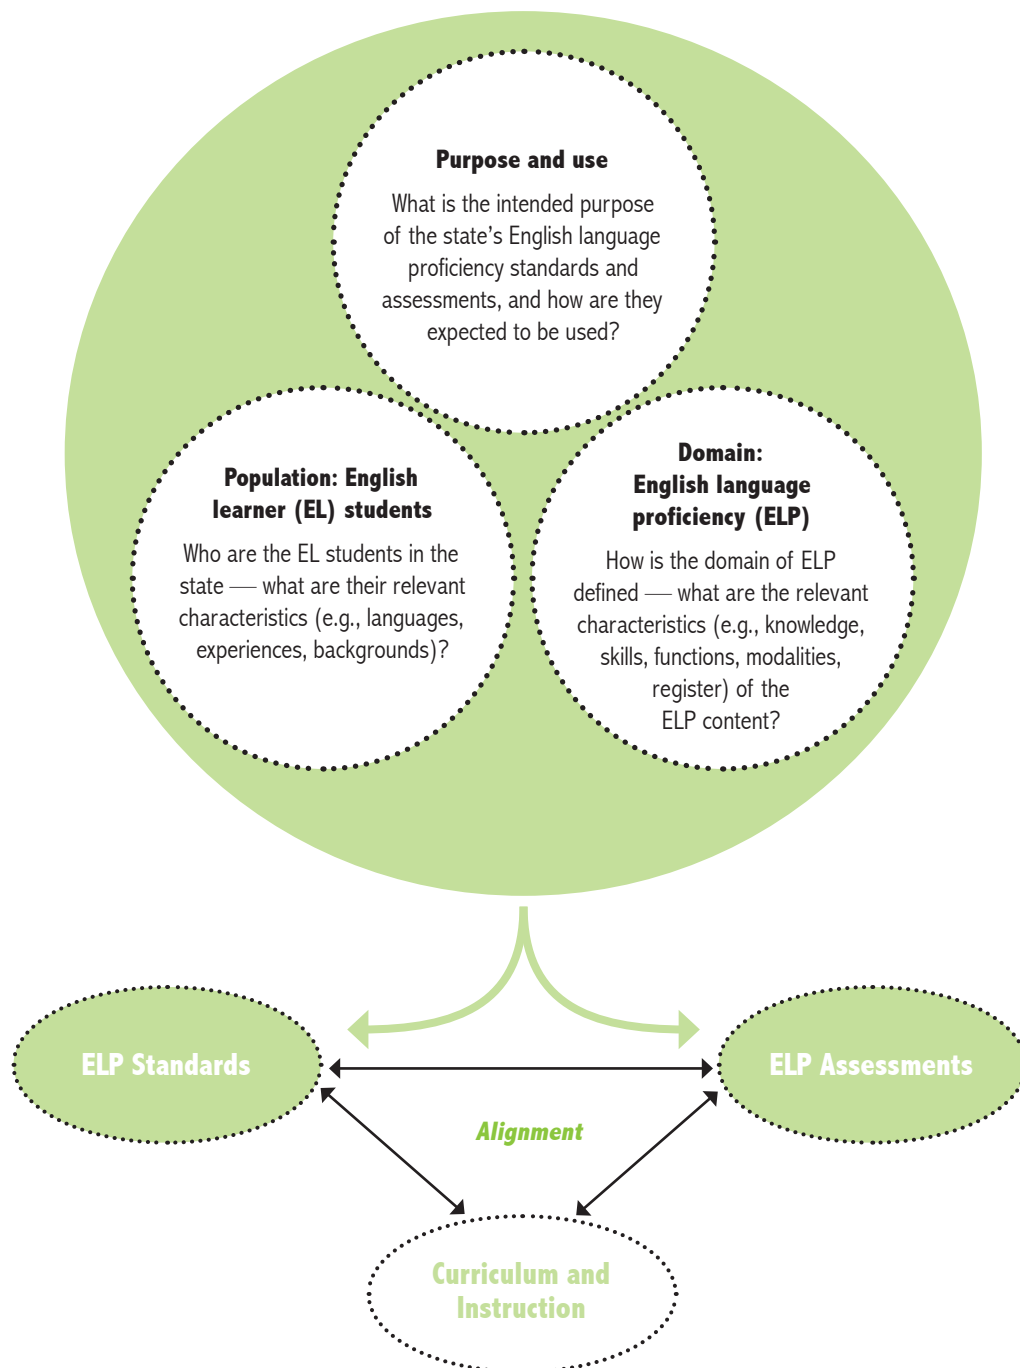 Purpose and use
What is the intended purpose
of the state’s English language
proficiency standards and
assessments, and how are they
expected to be used?
Population: English
learner (EL) students
Who are the EL students in the
state — what are their relevant
characteristics (e.g., languages,
experiences, backgrounds)?
Domain:
English language
proficiency (ELP)
How is the domain of ELP
defined — what are the relevant
characteristics (e.g., knowledge,
skills, functions, modalities,
register) of the
ELP content?
ELP Standards
ELP Assessments
Alignment
Curriculum and
Instruction